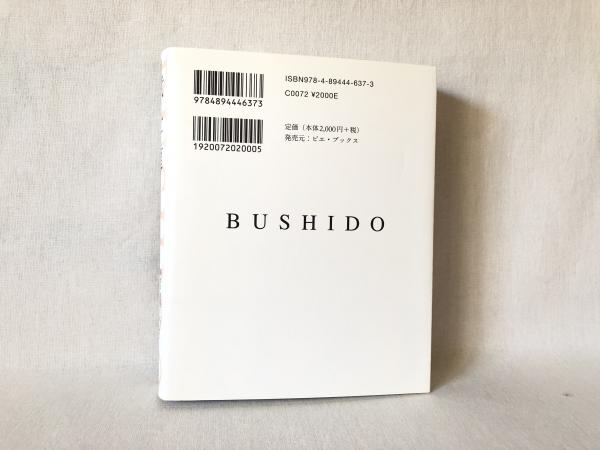 ISBN978-4-89444-637-3
C0072 ¥2000E
9784894446373
定価（本体2,000円+税）
発売元：ピエ・ブックス
1920072020005
BUSHIDO